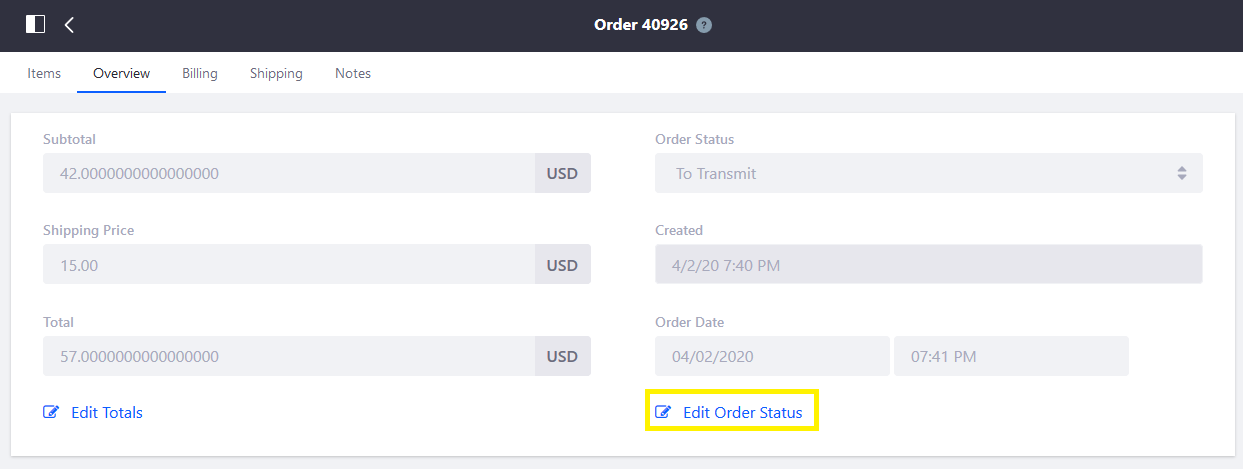 Order 40926 ?
Items Overview Billing Shipping Notes
Subtotal
42.0000000000000000 USD
Order Status
To Transmit
Shipping Price
15.00 USD
Created
4/2/20 7:40 PM
Total
57.0000000000000000 USD
Order Date
04/02/2020 07:41 PM
Edit Totals
Edit Order Status